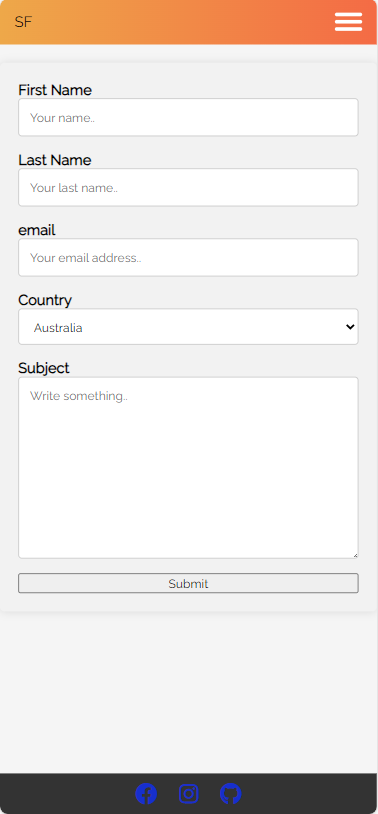 SF
First Name
Your name..
Last Name
Your last name..
email
Your email address..
Country
Australia
Subject
Write something..
Submit